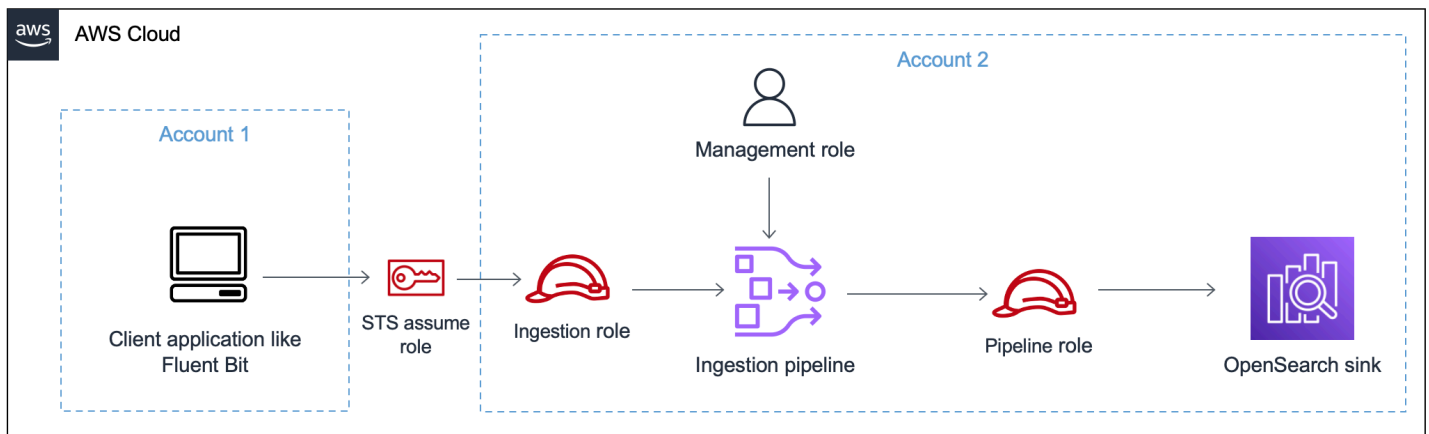 aws
AWS Cloud
Account 2
Account 1
Management role
Client application like
Fluent Bit
STS assume
role
Ingestion role
Ingestion pipeline
Pipeline role
OpenSearch sink